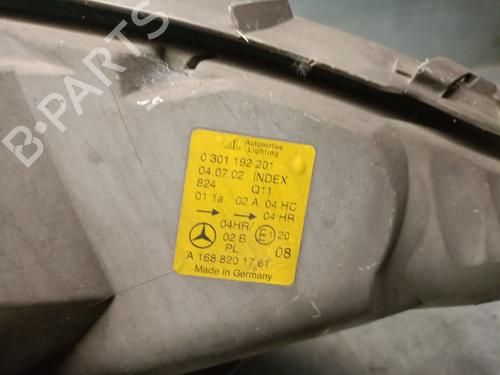 B-PARTS
Automotive
Lighting
0 301 192 201
04.07.02 INDEX
824 Q11
01 1a 02 A 04 HC
04 HR
04HR/ E1 20
02 B 08
PL
A 168 820 17 61
Made in Germany